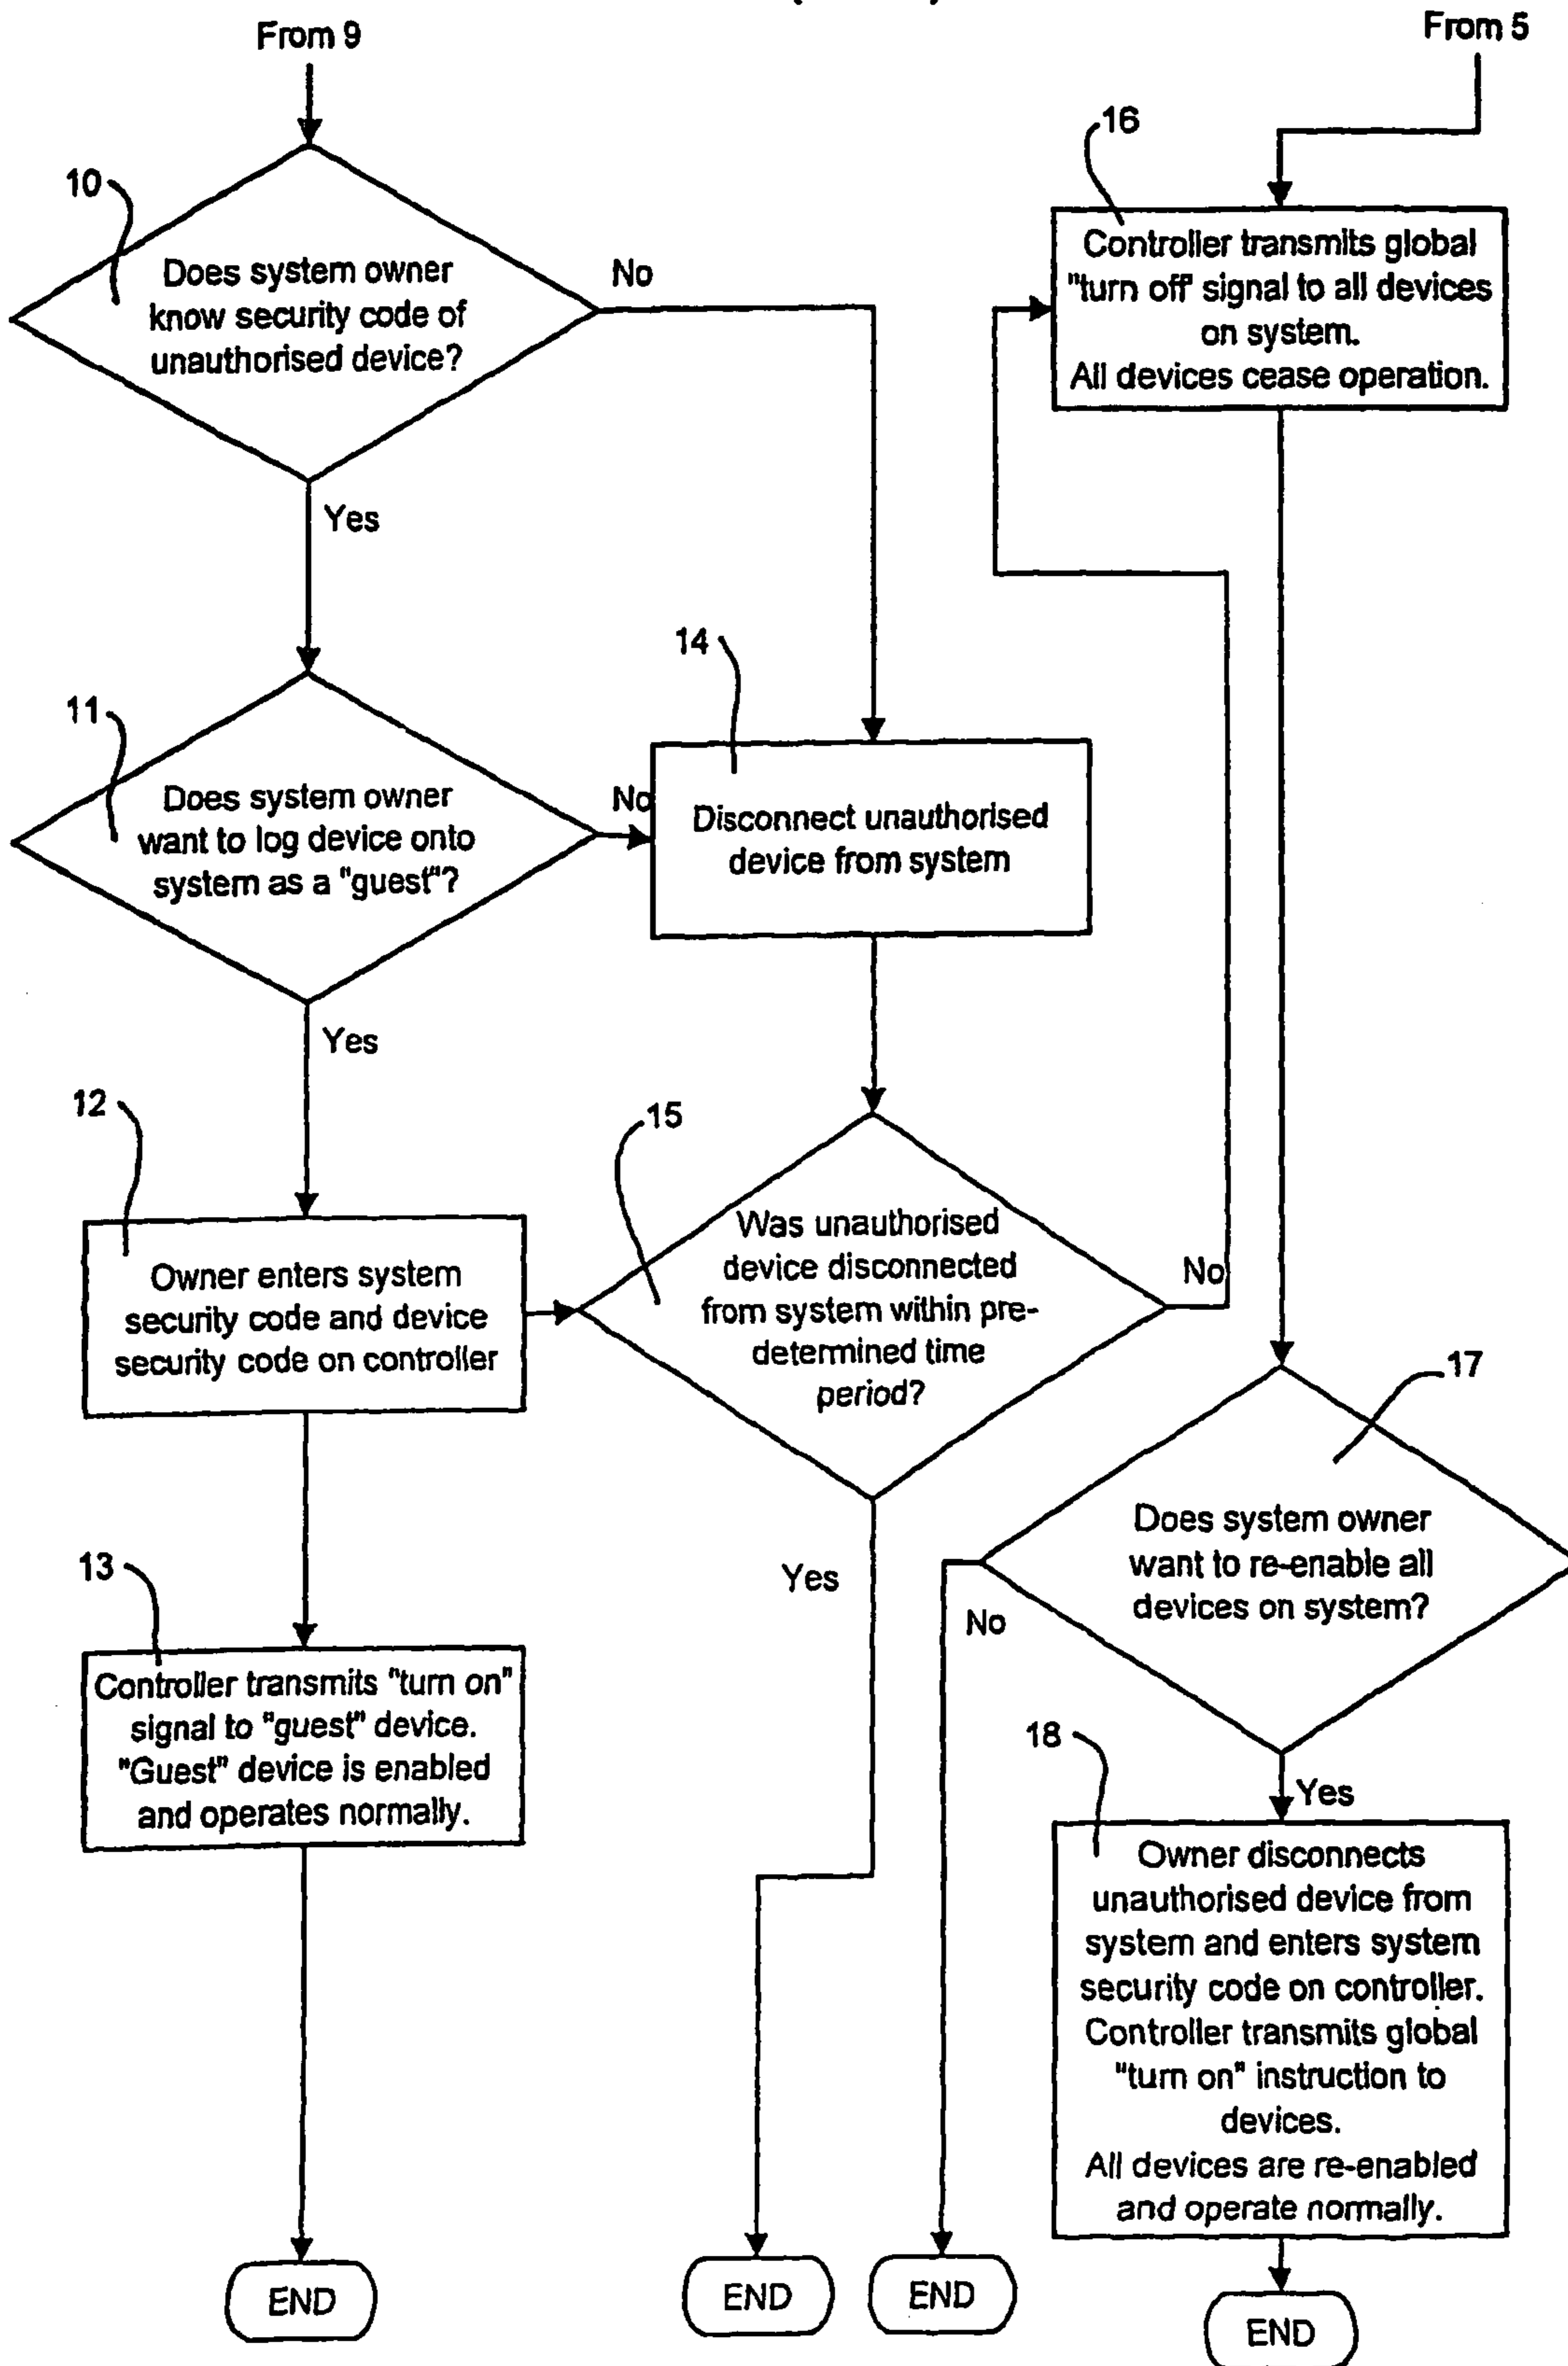 From 9
10
Does system owner
know security code of
unauthorised device?
No
Yes
11
Does system owner
want to log device onto
system as a "guest"?
No
Yes
12
Owner enters system
security code and device
security code on controller
13
Controller transmits "turn on"
signal to "guest" device.
"Guest" device is enabled
and operates normally.
END
14
Disconnect unauthorised
device from system
15
Was unauthorised
device disconnected
from system within pre-
determined time
period?
No
Yes
END
From 5
16
Controller transmits global
"turn off" signal to all devices
on system.
All devices cease operation.
17
Does system owner
want to re-enable all
devices on system?
No
END
Yes
18
Owner disconnects
unauthorised device from
system and enters system
security code on controller.
Controller transmits global
"turn on" instruction to
devices.
All devices are re-enabled
and operate normally.
END